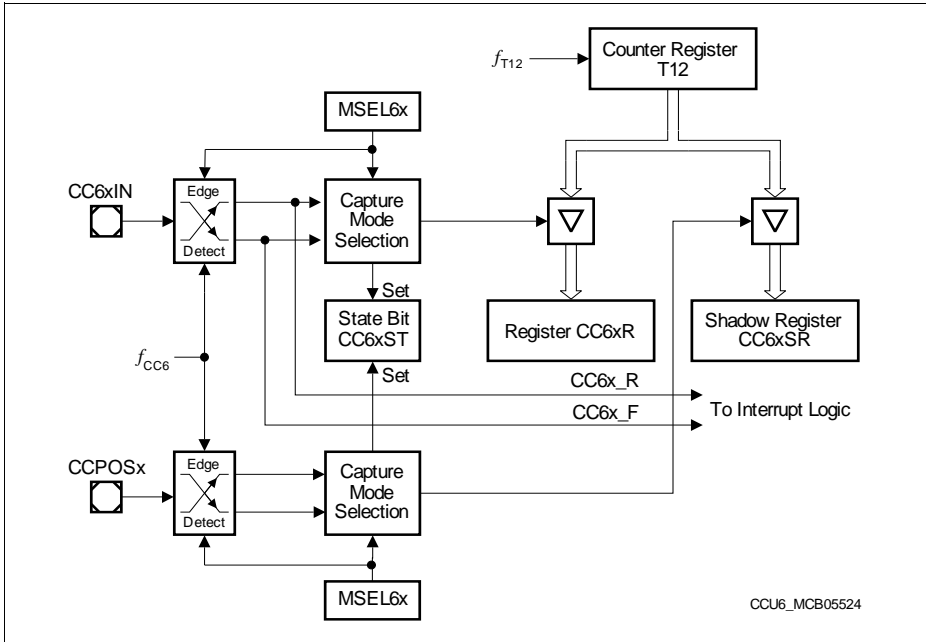 Counter Register
T12
fT12
MSEL6x
CC6xIN
Edge
Detect
Capture
Mode
Selection
Set
State Bit
CC6xST
Set
Register CC6xR
Shadow Register
CC6xSR
fCC6
CC6x_R
CC6x_F
To Interrupt Logic
CCPOSx
Edge
Detect
Capture
Mode
Selection
MSEL6x
CCU6_MCB05524